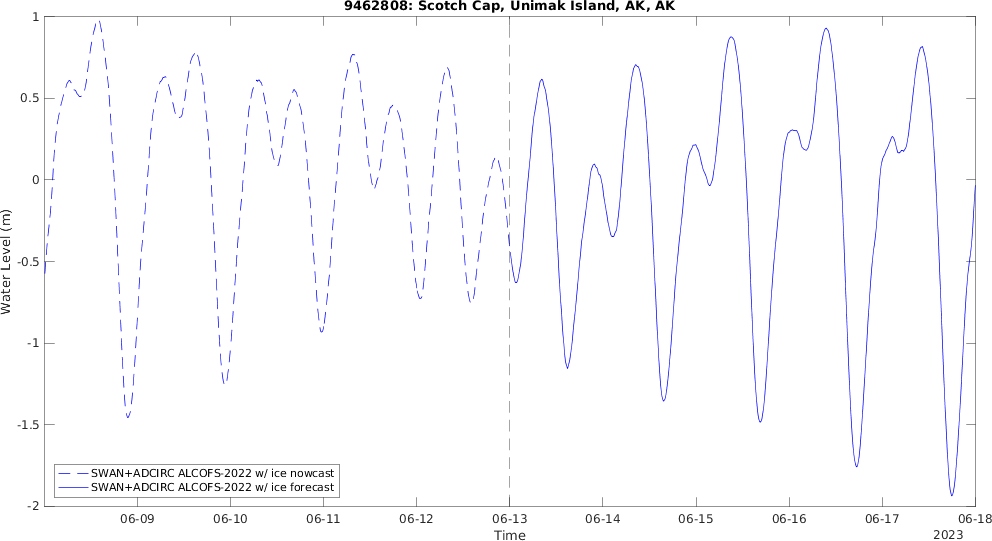 9462808: Scotch Cap, Unimak Island, AK, AK
Water Level (m)
1
0.5
0
-0.5
-1
-1.5
-2
SWAN+ADCIRC ALCOFS-2022 w/ ice nowcast
SWAN+ADCIRC ALCOFS-2022 w/ ice forecast
06-09 06-10 06-11 06-12 06-13 06-14 06-15 06-16 06-17 06-18
Time
2023